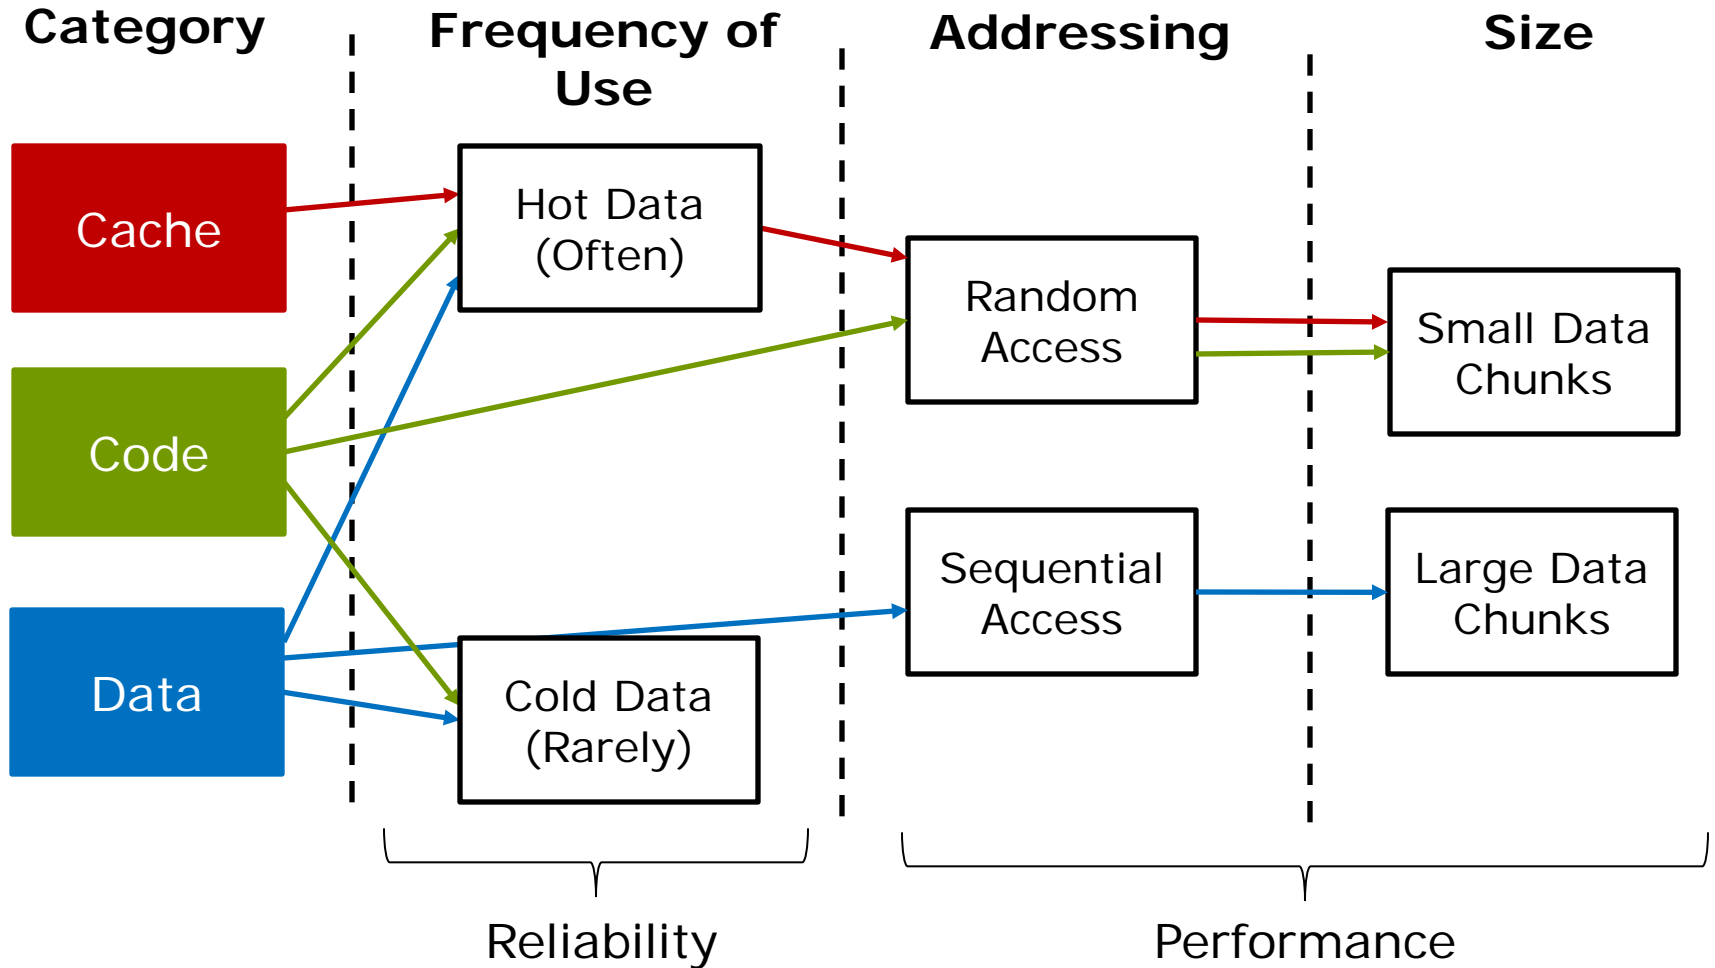 Category
Frequency of
Use
Addressing
Size
Cache
Code
Data
Hot Data
(Often)
Cold Data
(Rarely)
Random
Access
Sequential
Access
Small Data
Chunks
Large Data
Chunks
Reliability
Performance